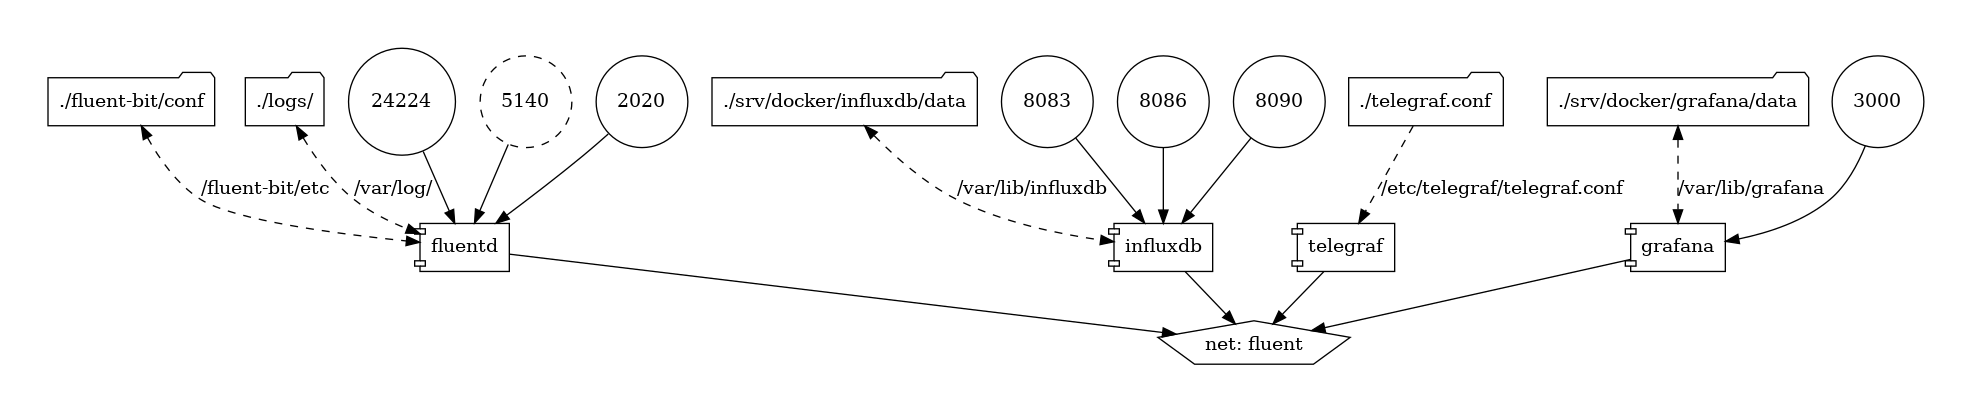 ./fluent-bit/conf
./logs/
24224
5140
2020
./srv/docker/influxdb/data
8083
8086
8090
./telegraf.conf
./srv/docker/grafana/data
3000
/fluent-bit/etc
/var/log/
/var/lib/influxdb
/etc/telegraf/telegraf.conf
/var/lib/grafana
fluentd
influxdb
telegraf
grafana
net: fluent